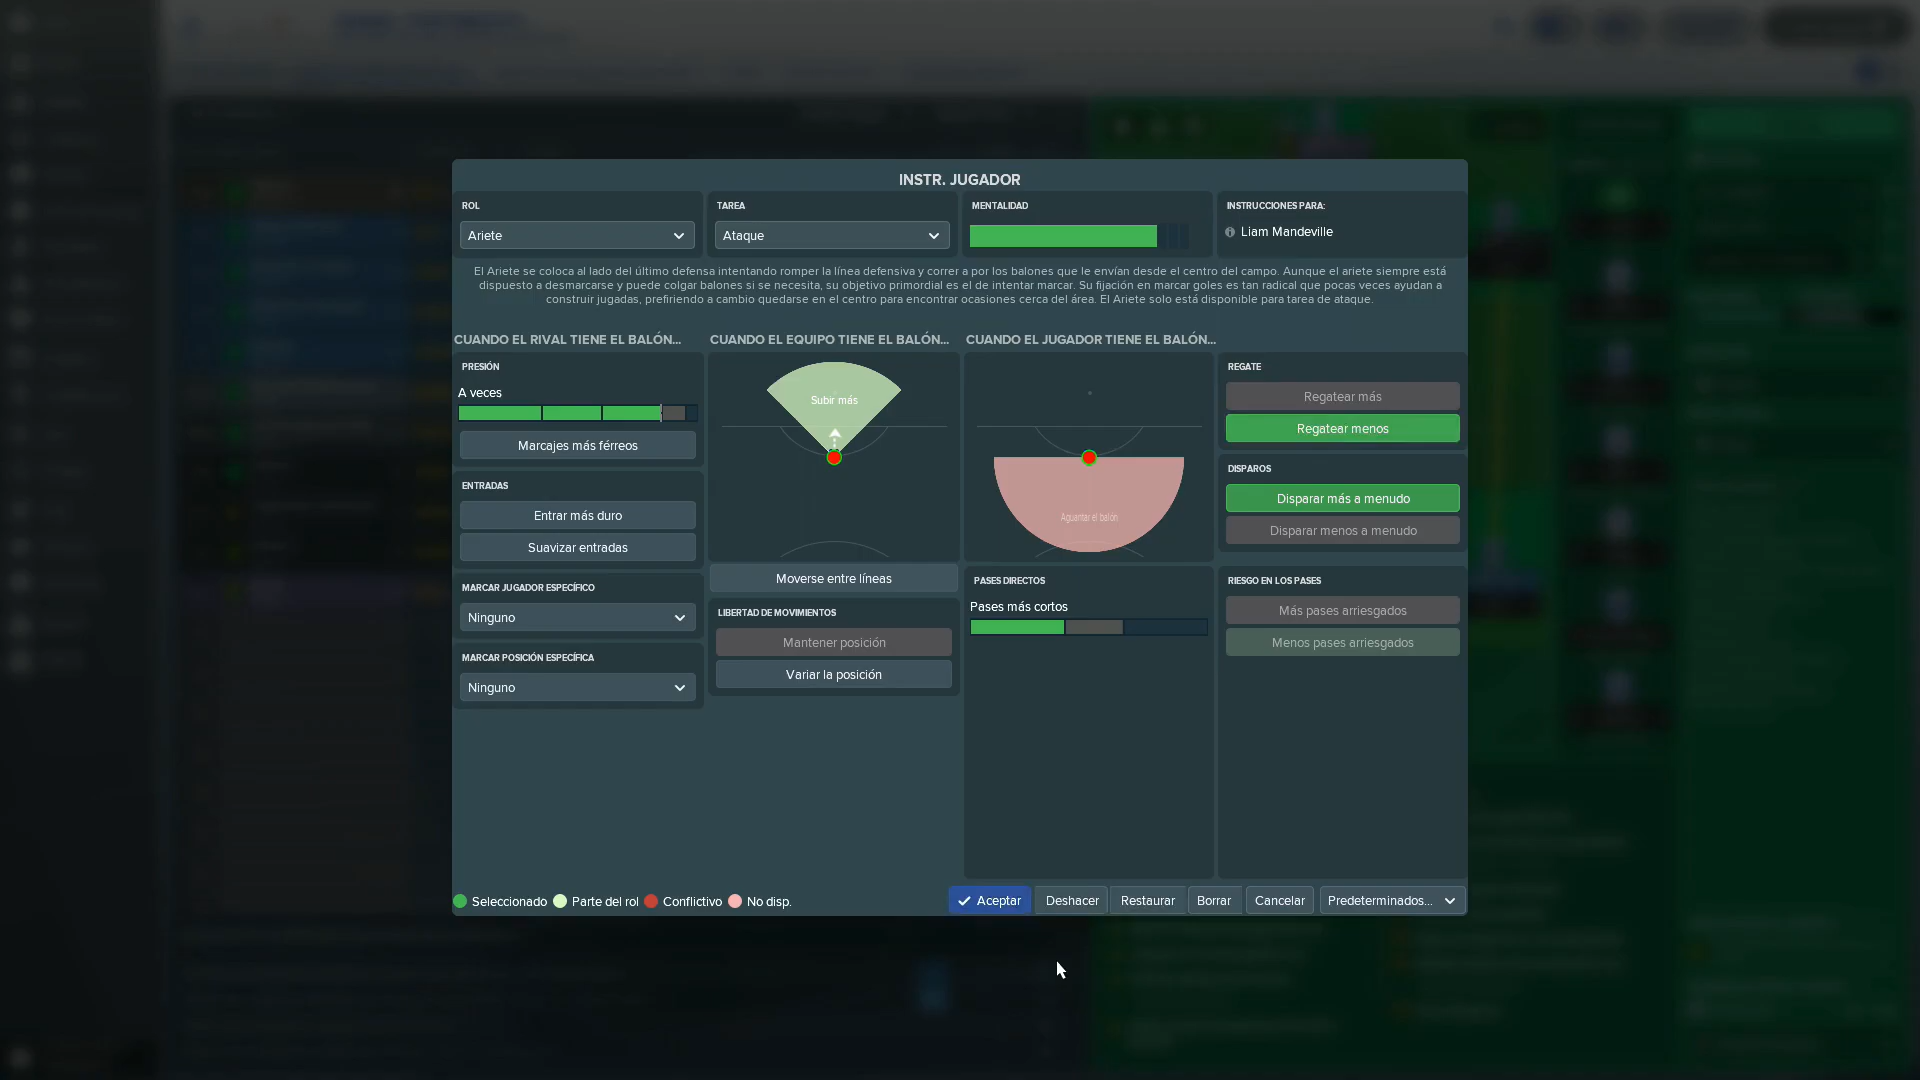 INSTR. JUGADOR
ROL
Ariete
TAREA
Ataque
MENTALIDAD
INSTRUCCIONES PARA:
Liam Mandeville
El Ariete se coloca al lado del último defensa intentando romper la línea defensiva y correr a por los balones que le envían desde el centro del campo. Aunque el ariete siempre está
dispuesto a desmarcarse y puede colgar balones si se necesita, su objetivo primordial es el de intentar marcar. Su fijación en marcar goles es tan radical que pocas veces ayudan a
construir jugadas, prefiriendo a cambio quedarse en el centro para encontrar ocasiones cerca del área. El Ariete solo está disponible para tarea de ataque.
CUANDO EL RIVAL TIENE EL BALÓN...
PRESIÓN
A veces
Marcajes más férreos
ENTRADAS
Entrar más duro
Suavizar entradas
MARCAR JUGADOR ESPECÍFICO
Ninguno
MARCAR POSICIÓN ESPECÍFICA
Ninguno
CUANDO EL EQUIPO TIENE EL BALÓN...
Subir más
Moverse entre líneas
LIBERTAD DE MOVIMIENTOS
Mantener posición
Variar la posición
CUANDO EL JUGADOR TIENE EL BALÓN...
Aguantar el balón
PASES DIRECTOS
Pases más cortos
REGATE
Regatear más
Regatear menos
DISPAROS
Disparar más a menudo
Disparar menos a menudo
RIESGO EN LOS PASES
Más pases arriesgados
Menos pases arriesgados
Seleccionado
Parte del rol
Conflictivo
No disp.
Aceptar
Deshacer
Restaurar
Borrar
Cancelar
Predeterminados...